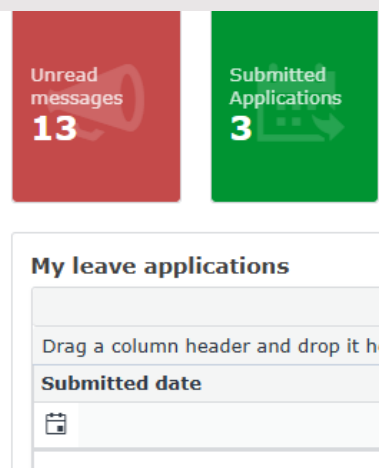 Unread
messages
13
Submitted
Applications
3
My leave applications
Drag a column header and drop it
Submitted date